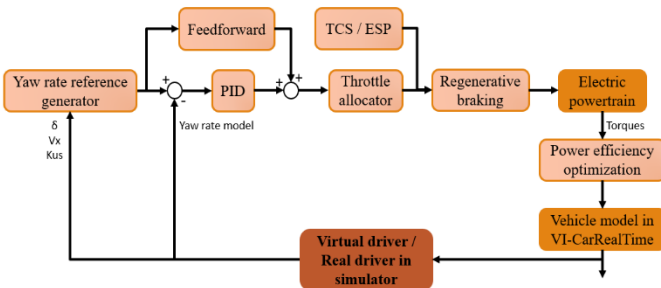 Feedforward
TCS / ESP
Yaw rate reference
generator
+
-
PID
+
+
Throttle
allocator
Regenerative
braking
Electric
powertrain
δ
Vx
Kus
Yaw rate model
Torques
Power efficiency
optimization
Vehicle model in
VI-CarRealTime
Virtual driver /
Real driver in
simulator